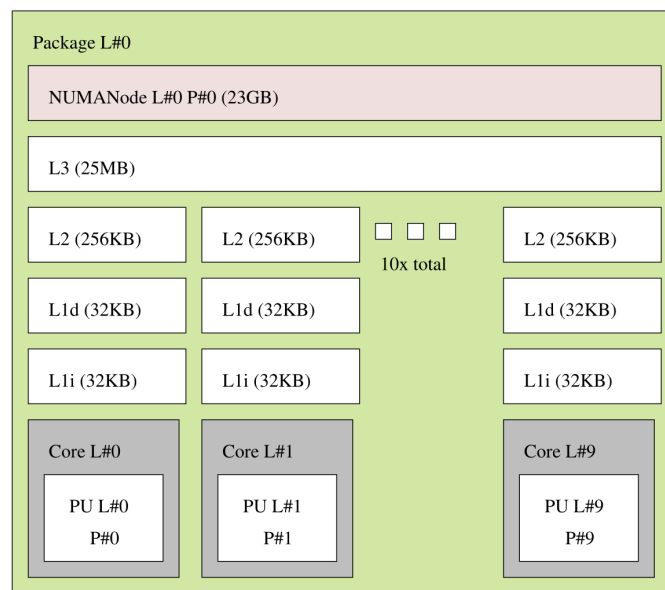 Package L#0
NUMANode L#0 P#0 (23GB)
L3 (25MB)
L2 (256KB) L2 (256KB) L2 (256KB)
10x total
L1d (32KB) L1d (32KB) L1d (32KB)
L1i (32KB) L1i (32KB) L1i (32KB)
Core L#0 Core L#1 Core L#9
PU L#0 PU L#1 PU L#9
P#0 P#1 P#9